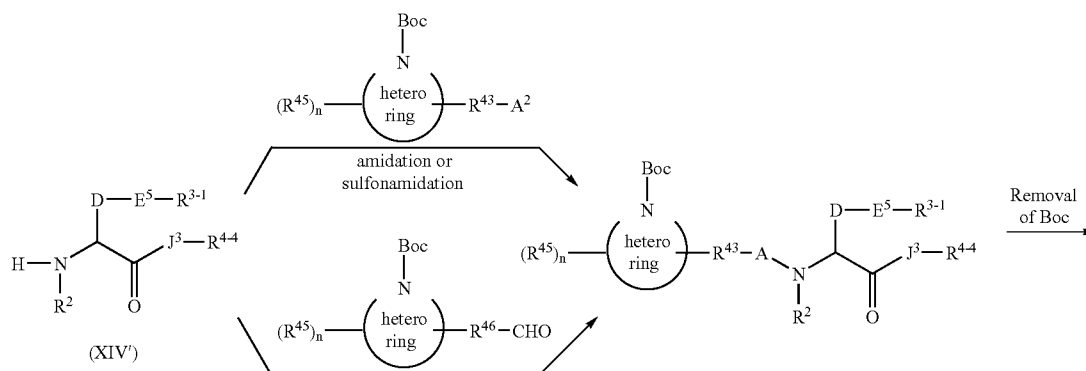 Boc
N
(R⁴⁵)ₙ hetero ring R⁴³—A²
amidation or
sulfonamidation
D—E⁵—R³⁻¹
H—N J³—R⁴⁻⁴
R² O
(XIV′)
Boc
N
(R⁴⁵)ₙ hetero ring R⁴⁶—CHO
Boc
N
(R⁴⁵)ₙ hetero ring R⁴³—A
D—E⁵—R³⁻¹
N J³—R⁴⁻⁴
R² O
Removal
of Boc